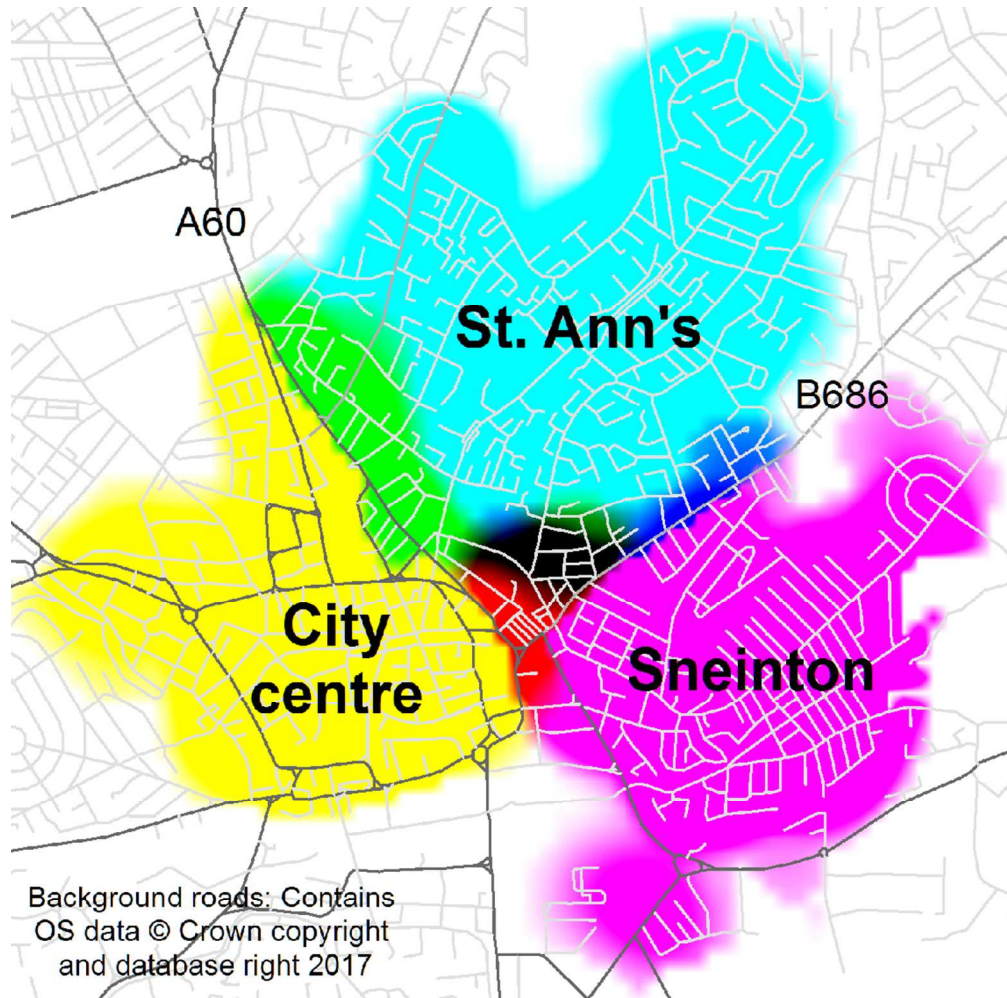 A60
St. Ann's
B686
City
centre
Sneinton
Background roads: Contains
OS data © Crown copyright
and database right 2017